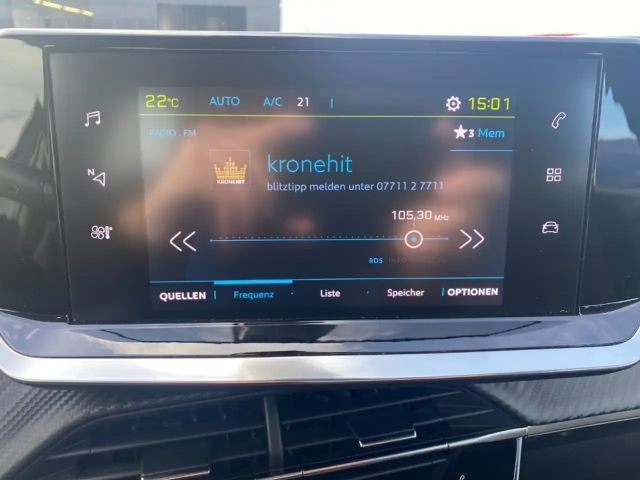 22°C AUTO A/C 21 15:01
RADIO . FM
3 Mem
N
KRONEHIT
kronehit
blitztipp melden unter 07711 2 7711
105,30 MHz
RDS INFO
QUELLEN Frequenz Liste Speicher OPTIONEN